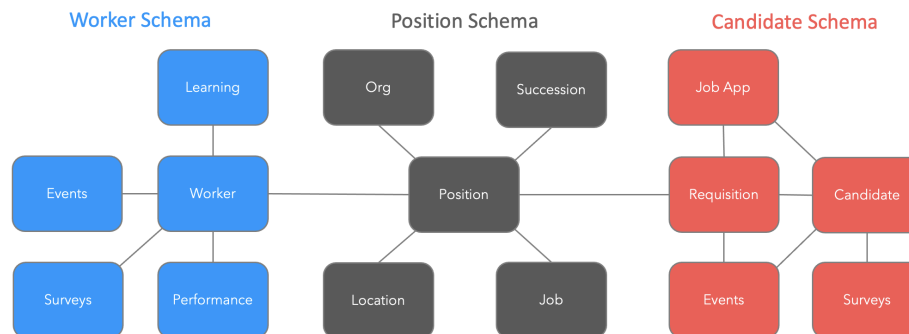 Worker Schema
Position Schema
Candidate Schema
Learning
Org
Succession
Job App
Events
Worker
Position
Requisition
Candidate
Surveys
Performance
Location
Job
Events
Surveys